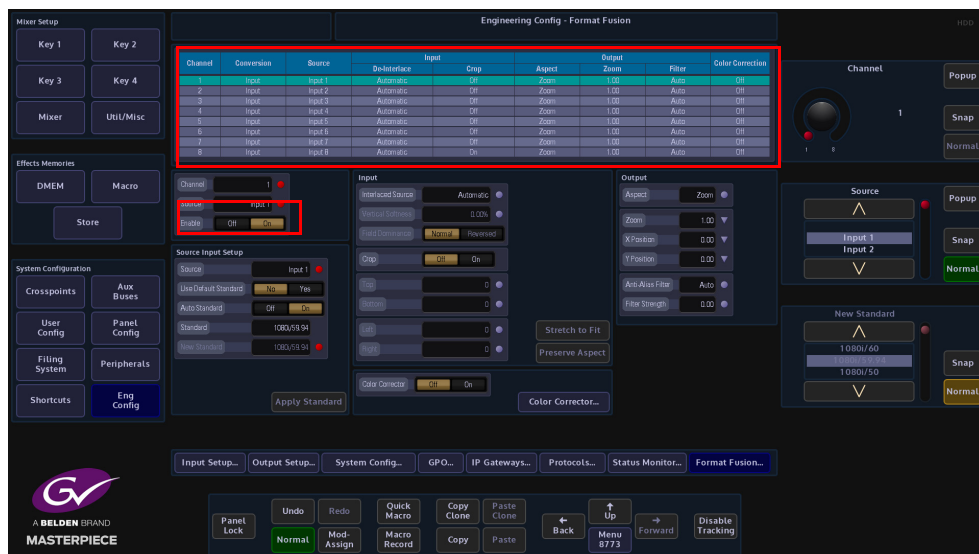 Mixer Setup
Engineering Config - Format Fusion
HDD
Key 1
Key 2
Key 3
Key 4
Mixer
Util/Misc
Channel Conversion Source Input Output Color Correction
De-Interlace Crop Aspect Zoom Filter
1 Input Input 1 Automatic Off Zoom 1.00 Auto Off
2 Input Input 2 Automatic Off Zoom 1.00 Auto Off
3 Input Input 3 Automatic Off Zoom 1.00 Auto Off
4 Input Input 4 Automatic Off Zoom 1.00 Auto Off
5 Input Input 5 Automatic Off Zoom 1.00 Auto Off
6 Input Input 6 Automatic Off Zoom 1.00 Auto Off
7 Input Input 7 Automatic Off Zoom 1.00 Auto Off
8 Input Input 8 Automatic On Zoom 1.00 Auto Off
Channel
1
1 8
Popup
Snap
Normal
Effects Memories
DMEM
Macro
Store
Channel 1
Source Input 1
Enable Off On
Source Input Setup
Source Input 1
Use Default Standard No Yes
Auto Standard Off On
Standard 1080i/59.94
New Standard 1080i/59.94
Apply Standard
Input
Interlaced Source Automatic
Vertical Softness 0.00%
Field Dominance Normal Reversed
Crop Off On
Top 0
Bottom 0
Left 0
Right 0
Stretch to Fit
Preserve Aspect
Color Corrector Off On
Color Corrector...
Output
Aspect Zoom
Zoom 1.00
X Position 0.00
Y Position 0.00
Anti-Alias Filter Auto
Filter Strength 0.00
Source
Input 1
Input 2
Popup
Snap
Normal
New Standard
1080i/60
1080i/59.94
1080i/50
Snap
Normal
System Configuration
Crosspoints
Aux
Buses
User
Config
Panel
Config
Filing
System
Peripherals
Shortcuts
Eng
Config
Input Setup...
Output Setup...
System Config...
GPO...
IP Gateways...
Protocols...
Status Monitor...
Format Fusion...
GV
A BELDEN BRAND
MASTERPIECE
Panel
Lock
Undo
Redo
Normal
Mod-
Assign
Quick
Macro
Macro
Record
Copy
Clone
Paste
Clone
Copy
Paste
Back
Up
Menu
8773
Forward
Disable
Tracking